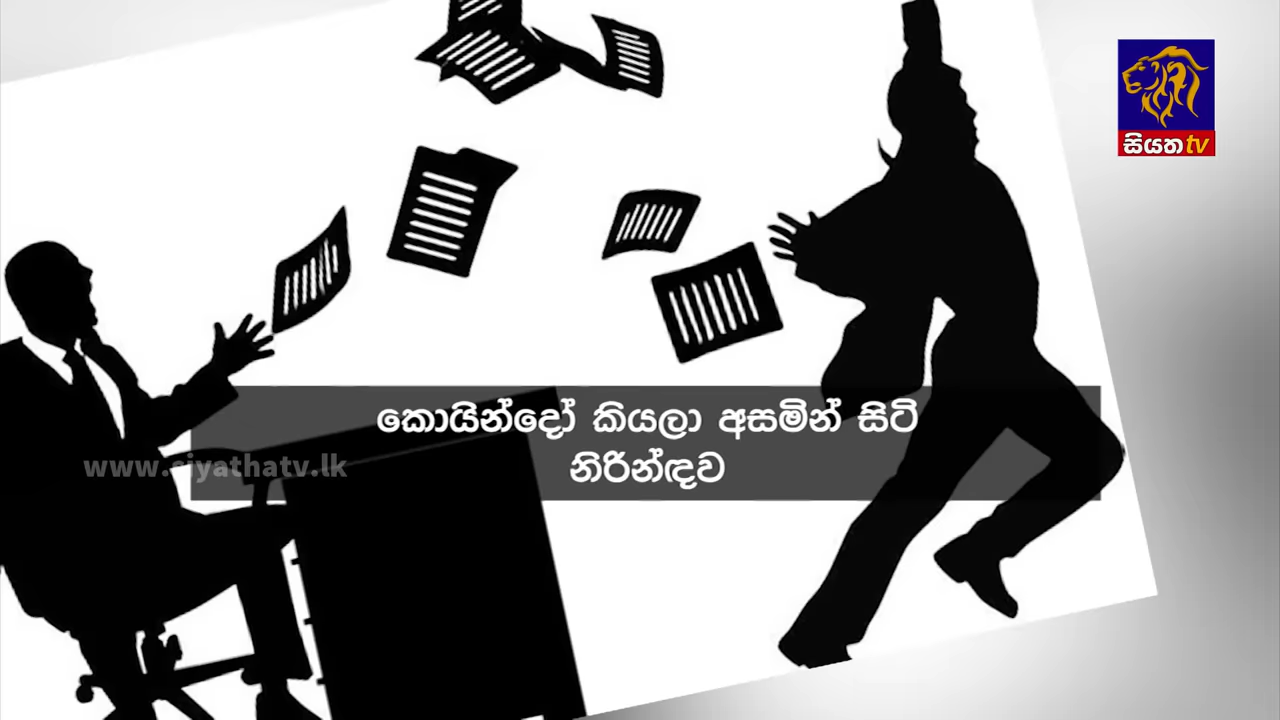 සියත tv
කොයින්දෝ කියලා අසමින් සිටි
නිරින්ඳව
www.siyathatv.lk